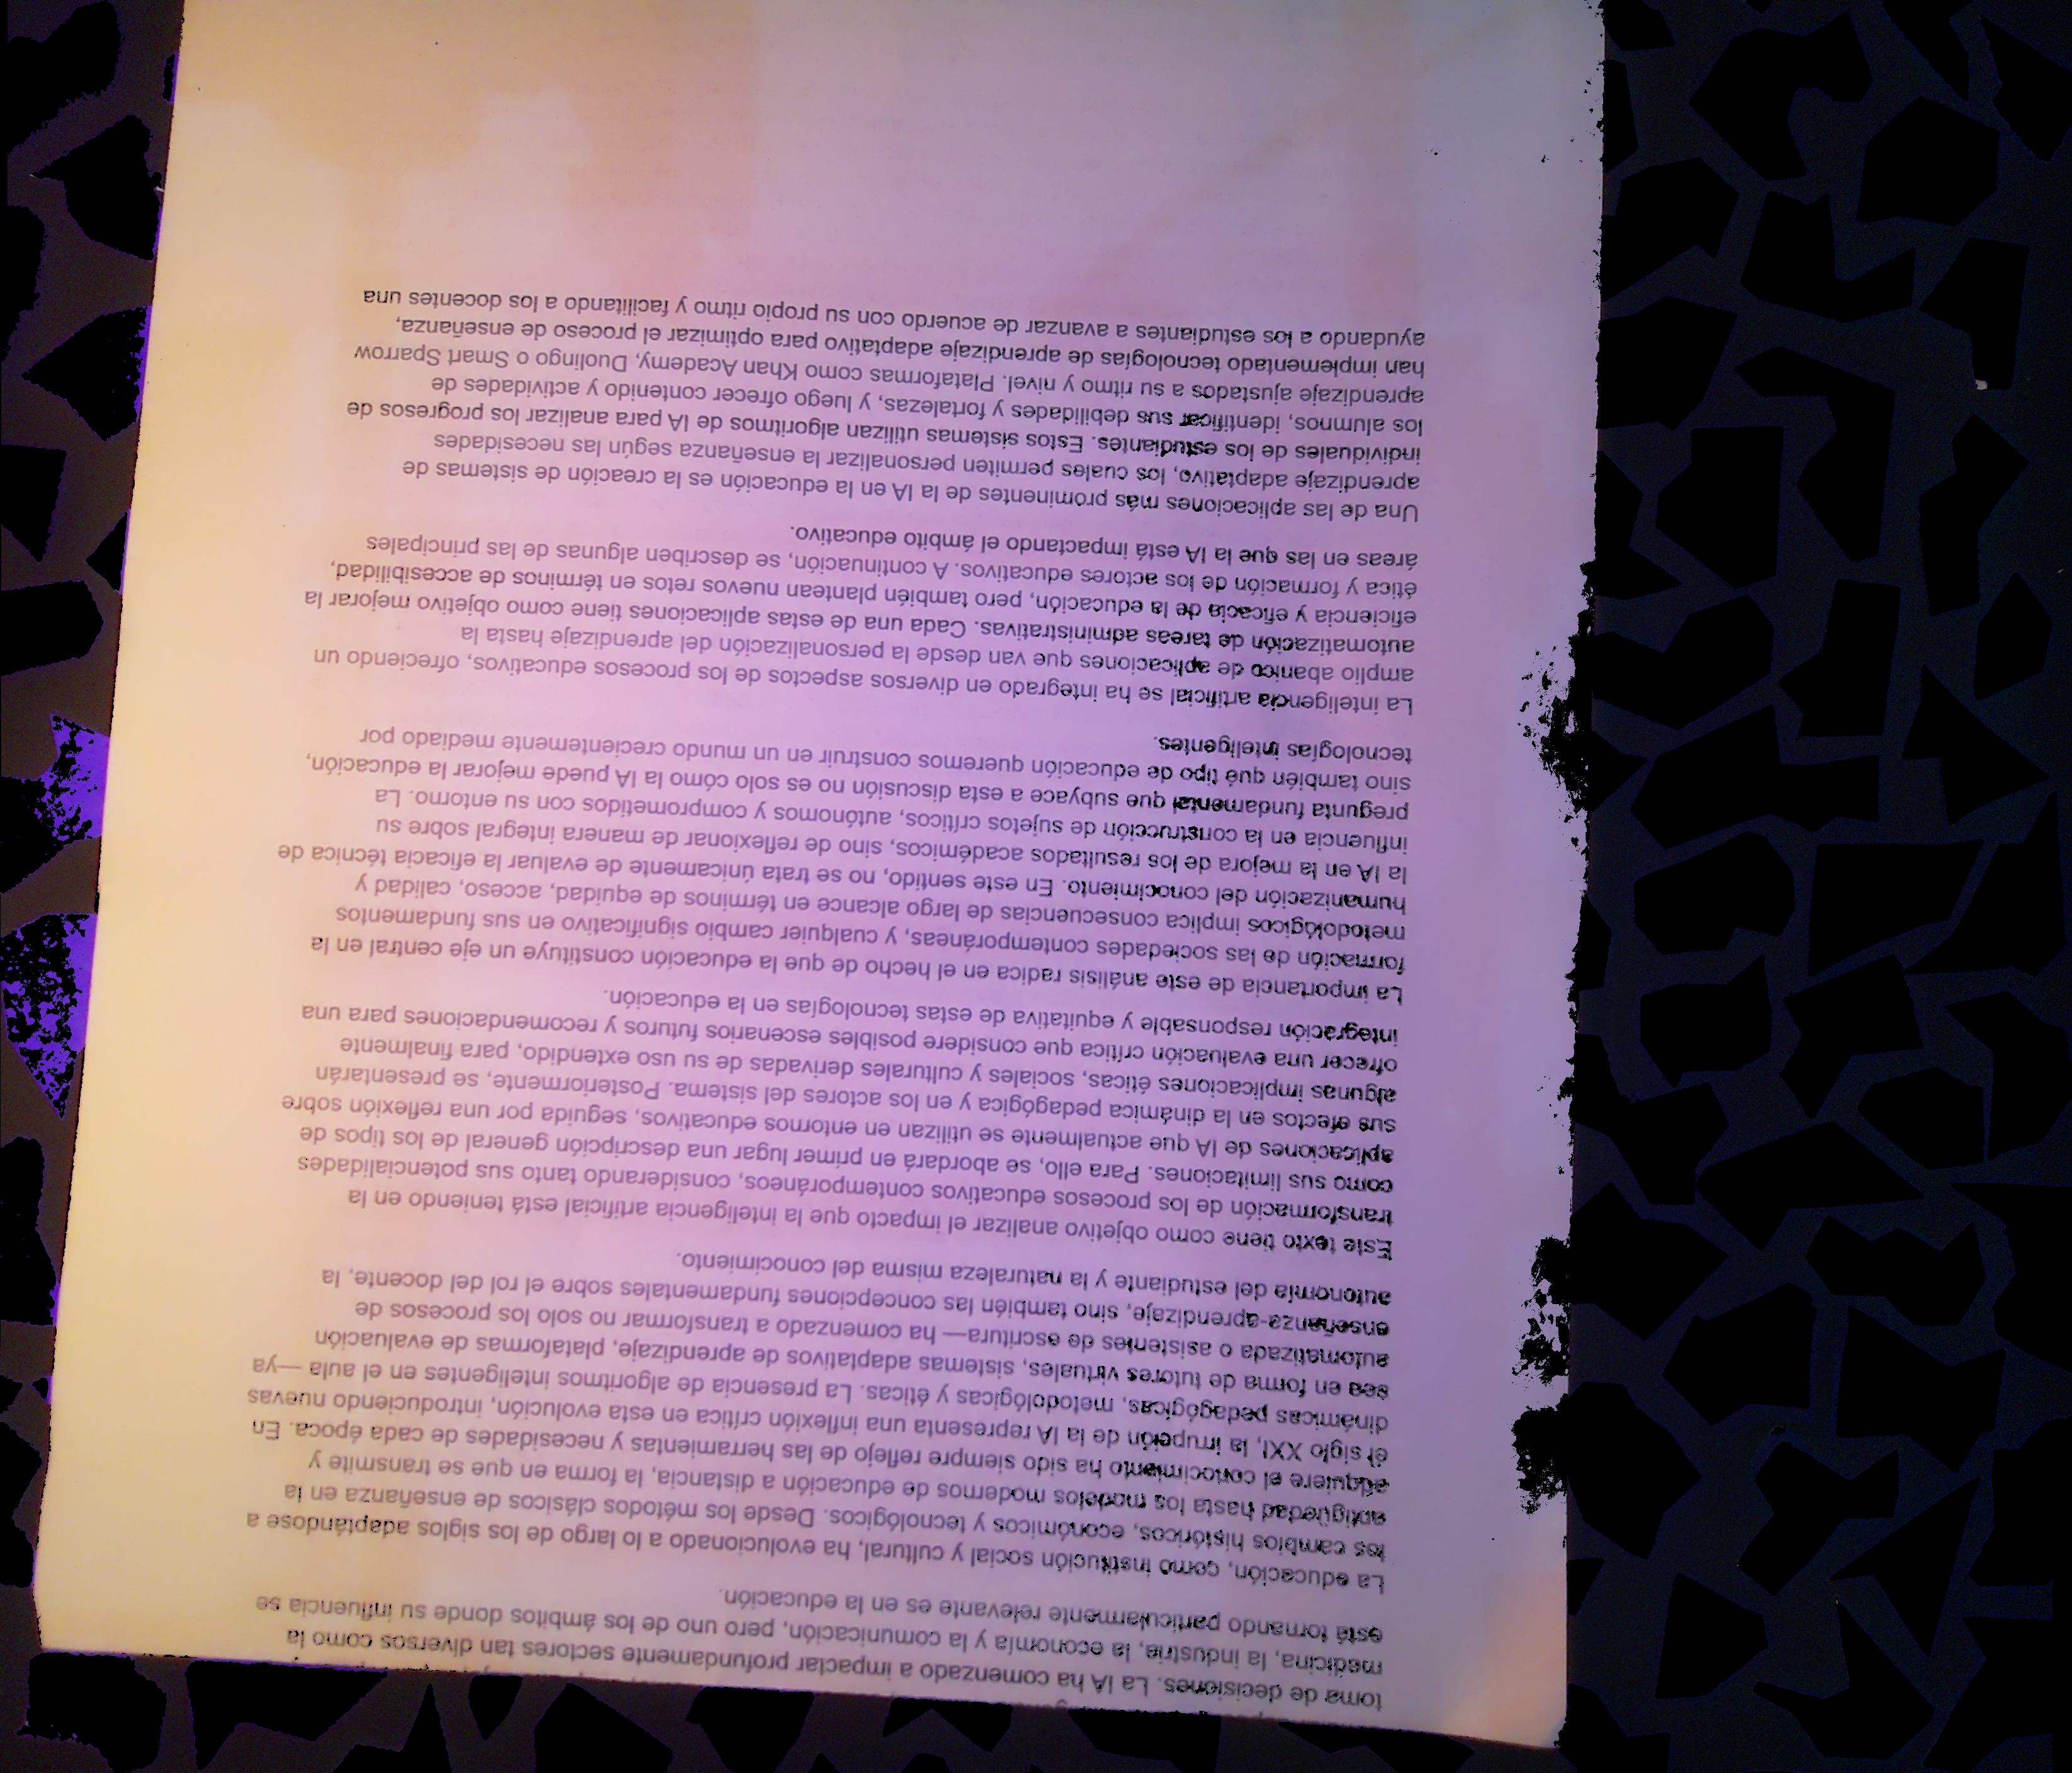 toma de decisiones. La IA ha comenzado a impactar profundamente sectores tan diversos como la
medicina, la industria, la economía y la comunicación, pero uno de los ámbitos donde su influencia se
está tornando particularmente relevante es en la educación.
La educación, como institución social y cultural, ha evolucionado a lo largo de los siglos adaptándose a
los cambios históricos, económicos y tecnológicos. Desde los métodos clásicos de enseñanza en la
antigüedad hasta los modelos modernos de educación a distancia, la forma en que se transmite y
adquiere el conocimiento ha sido siempre reflejo de las herramientas y necesidades de cada época. En
el siglo XXI, la irrupción de la IA representa una inflexión crítica en esta evolución, introduciendo nuevas
dinámicas pedagógicas, metodológicas y éticas. La presencia de algoritmos inteligentes en el aula —ya
sea en forma de tutores virtuales, sistemas adaptativos de aprendizaje, plataformas de evaluación
automatizada o asistentes de escritura— ha comenzado a transformar no solo los procesos de
enseñanza-aprendizaje, sino también las concepciones fundamentales sobre el rol del docente, la
autonomía del estudiante y la naturaleza misma del conocimiento.
Este texto tiene como objetivo analizar el impacto que la inteligencia artificial está teniendo en la
transformación de los procesos educativos contemporáneos, considerando tanto sus potencialidades
como sus limitaciones. Para ello, se abordará en primer lugar una descripción general de los tipos de
aplicaciones de IA que actualmente se utilizan en entornos educativos, seguida por una reflexión sobre
sus efectos en la dinámica pedagógica y en los actores del sistema. Posteriormente, se presentarán
algunas implicaciones éticas, sociales y culturales derivadas de su uso extendido, para finalmente
ofrecer una evaluación crítica que considere posibles escenarios futuros y recomendaciones para una
integración responsable y equitativa de estas tecnologías en la educación.
La importancia de este análisis radica en el hecho de que la educación constituye un eje central en la
formación de las sociedades contemporáneas, y cualquier cambio significativo en sus fundamentos
metodológicos implica consecuencias de largo alcance en términos de equidad, acceso, calidad y
humanización del conocimiento. En este sentido, no se trata únicamente de evaluar la eficacia técnica de
la IA en la mejora de los resultados académicos, sino de reflexionar de manera integral sobre su
influencia en la construcción de sujetos críticos, autónomos y comprometidos con su entorno. La
pregunta fundamental que subyace a esta discusión no es solo cómo la IA puede mejorar la educación,
sino también qué tipo de educación queremos construir en un mundo crecientemente mediado por
tecnologías inteligentes.
La inteligencia artificial se ha integrado en diversos aspectos de los procesos educativos, ofreciendo un
amplio abanico de aplicaciones que van desde la personalización del aprendizaje hasta la
automatización de tareas administrativas. Cada una de estas aplicaciones tiene como objetivo mejorar la
eficiencia y eficacia de la educación, pero también plantean nuevos retos en términos de accesibilidad,
ética y formación de los actores educativos. A continuación, se describen algunas de las principales
áreas en las que la IA está impactando el ámbito educativo.
Una de las aplicaciones más prominentes de la IA en la educación es la creación de sistemas de
aprendizaje adaptativo, los cuales permiten personalizar la enseñanza según las necesidades
individuales de los estudiantes. Estos sistemas utilizan algoritmos de IA para analizar los progresos de
los alumnos, identificar sus debilidades y fortalezas, y luego ofrecer contenido y actividades de
aprendizaje ajustados a su ritmo y nivel. Plataformas como Khan Academy, Duolingo o Smart Sparrow
han implementado tecnologías de aprendizaje adaptativo para optimizar el proceso de enseñanza,
ayudando a los estudiantes a avanzar de acuerdo con su propio ritmo y facilitando a los docentes una